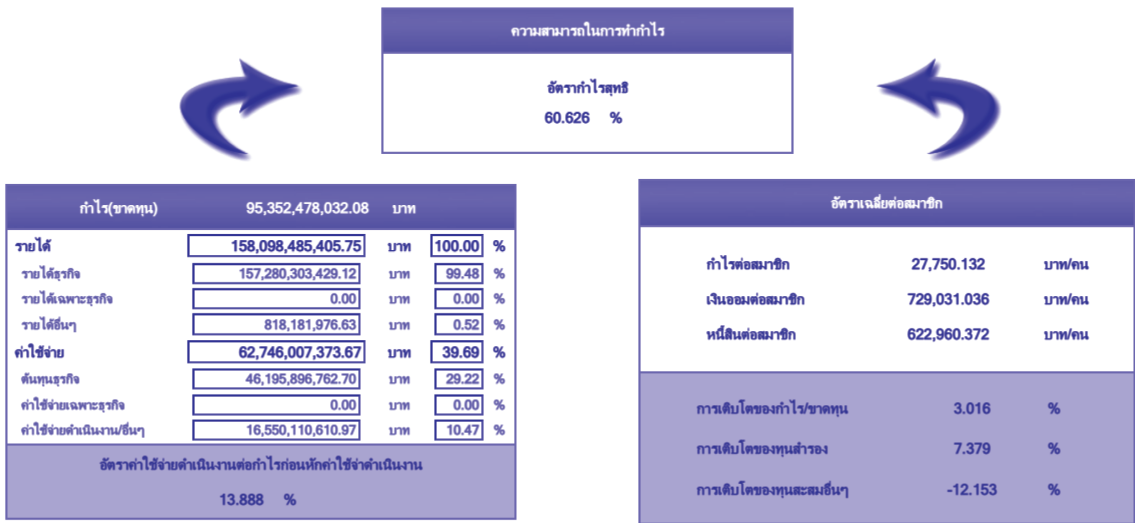 ความสามารถในการทำกำไร
อัตรากำไรสุทธิ
60.626 %
กำไร(ขาดทุน) 95,352,478,032.08 บาท
รายได้ 158,098,485,405.75 บาท 100.00 %
รายได้ธุรกิจ 157,280,303,429.12 บาท 99.48 %
รายได้เฉพาะธุรกิจ 0.00 บาท 0.00 %
รายได้อื่นๆ 818,181,976.63 บาท 0.52 %
ค่าใช้จ่าย 62,746,007,373.67 บาท 39.69 %
ต้นทุนธุรกิจ 46,195,896,762.70 บาท 29.22 %
ค่าใช้จ่ายเฉพาะธุรกิจ 0.00 บาท 0.00 %
ค่าใช้จ่ายดำเนินงาน/อื่นๆ 16,550,110,610.97 บาท 10.47 %
อัตราค่าใช้จ่ายดำเนินงานต่อกำไรก่อนหักค่าใช้จ่าดำเนินงาน
13.888 %
อัตราเฉลี่ยต่อสมาชิก
กำไรต่อสมาชิก 27,750.132 บาท/คน
เงินออมต่อสมาชิก 729,031.036 บาท/คน
หนี้สินต่อสมาชิก 622,960.372 บาท/คน
การเติบโตของกำไร/ขาดทุน 3.016 %
การเติบโตของทุนสำรอง 7.379 %
การเติบโตของทุนสะสมอื่นๆ -12.153 %